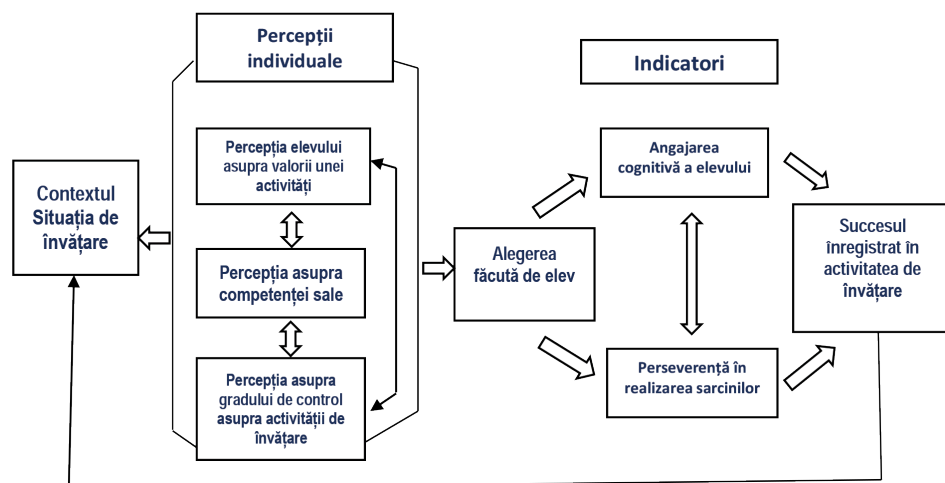 Percepții
individuale
Indicatori
Percepția elevului
asupra valorii unei
activități
Angajarea
cognitivă a elevului
Contextul
Situația de
învățare
Percepția asupra
competenței sale
Alegerea
făcută de elev
Succesul
înregistrat în
activitatea de
învățare
Percepția asupra
gradului de control
asupra activității de
învățare
Perseverență în
realizarea sarcinilor